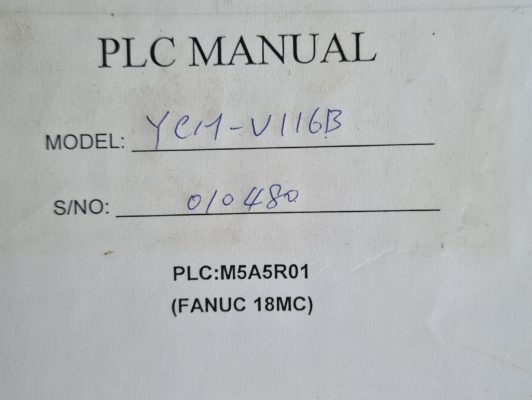 PLC MANUAL
MODEL: YCM-V116B
S/NO: 010480
PLC:M5A5R01
(FANUC 18MC)